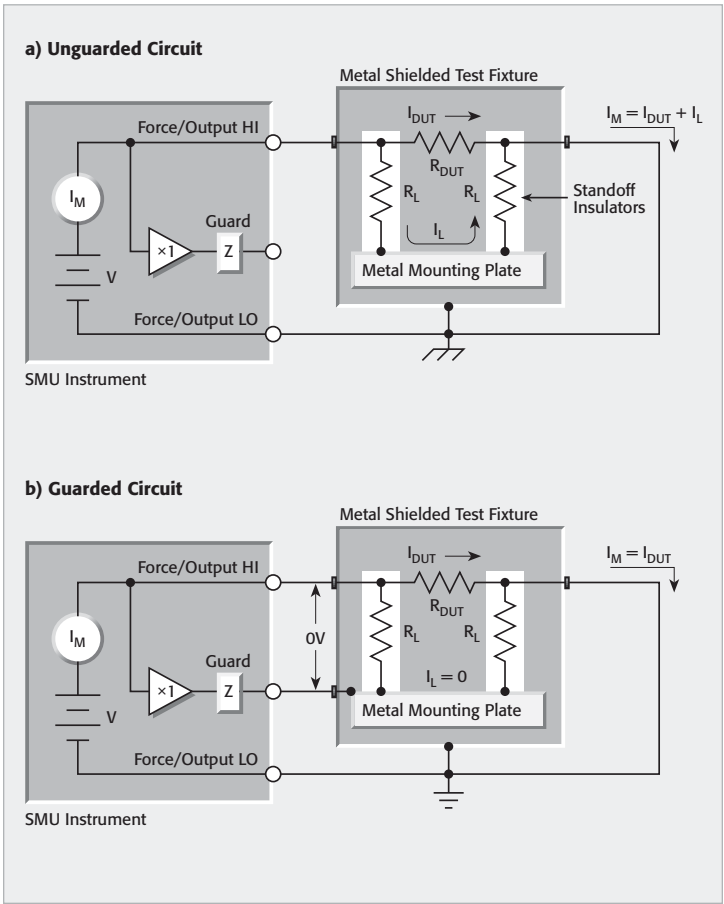 a) Unguarded Circuit
Metal Shielded Test Fixture
Force/Output HI
I_DUT
I_M = I_DUT + I_L
R_DUT
I_M
R_L
R_L
Standoff
Insulators
Guard
×1
Z
I_L
V
Metal Mounting Plate
Force/Output LO
SMU Instrument
b) Guarded Circuit
Metal Shielded Test Fixture
Force/Output HI
I_DUT
I_M = I_DUT
R_DUT
I_M
0V
R_L
R_L
Guard
×1
Z
I_L = 0
V
Metal Mounting Plate
Force/Output LO
SMU Instrument